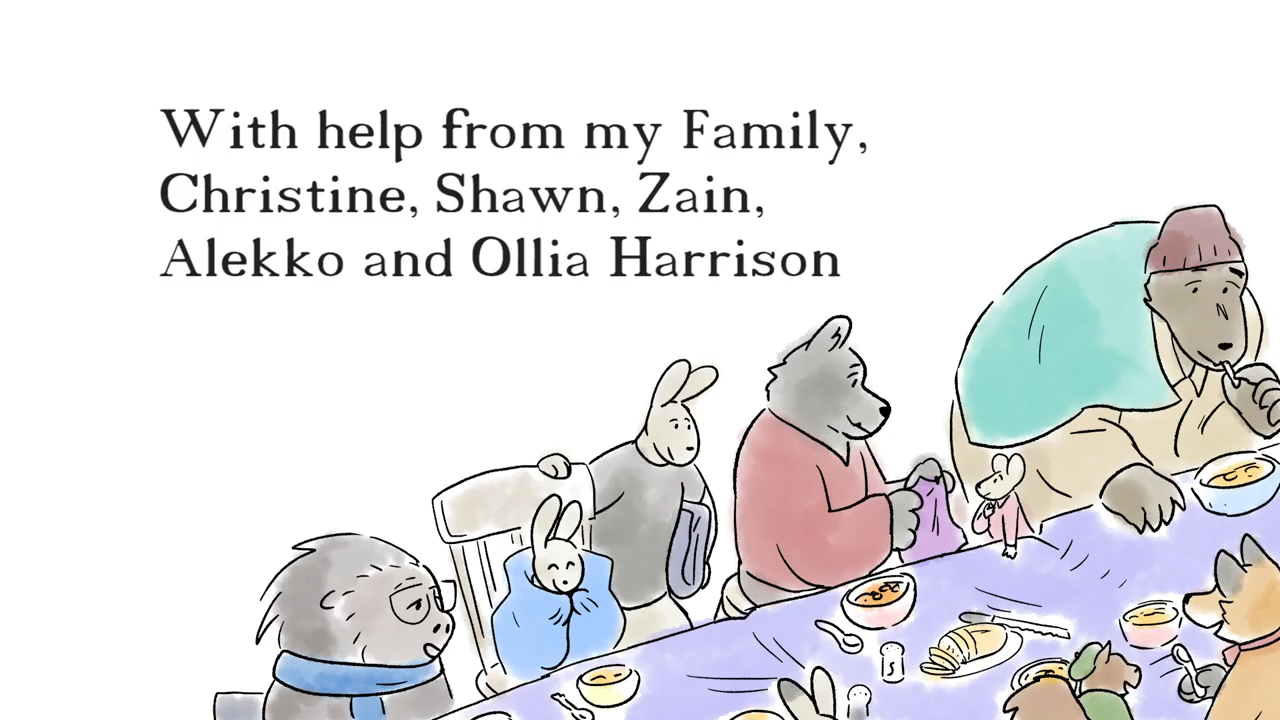 With help from my Family,
Christine, Shawn, Zain,
Alekko and Ollia Harrison